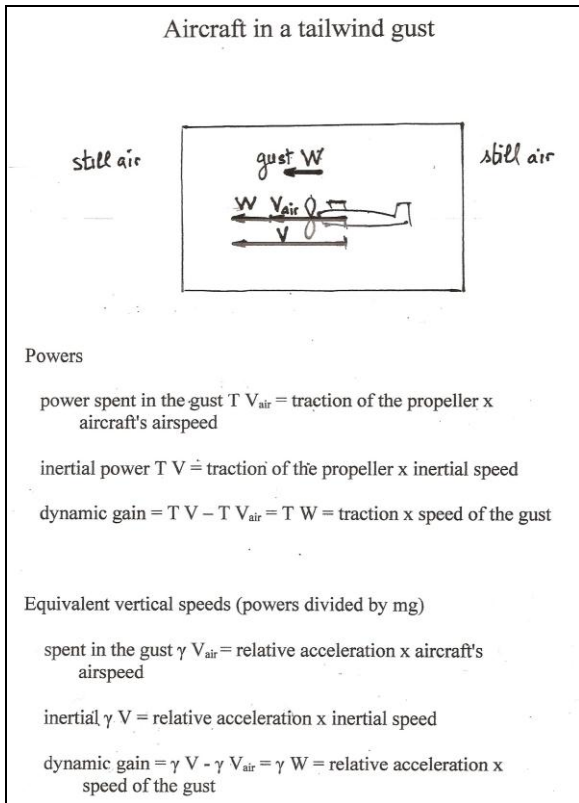 Aircraft in a tailwind gust
still air
gust W
still air
W Vair
V
Powers
power spent in the gust T Vair = traction of the propeller x
aircraft's airspeed
inertial power T V = traction of the propeller x inertial speed
dynamic gain = T V – T Vair = T W = traction x speed of the gust
Equivalent vertical speeds (powers divided by mg)
spent in the gust γ Vair = relative acceleration x aircraft's
airspeed
inertial γ V = relative acceleration x inertial speed
dynamic gain = γ V - γ Vair = γ W = relative acceleration x
speed of the gust